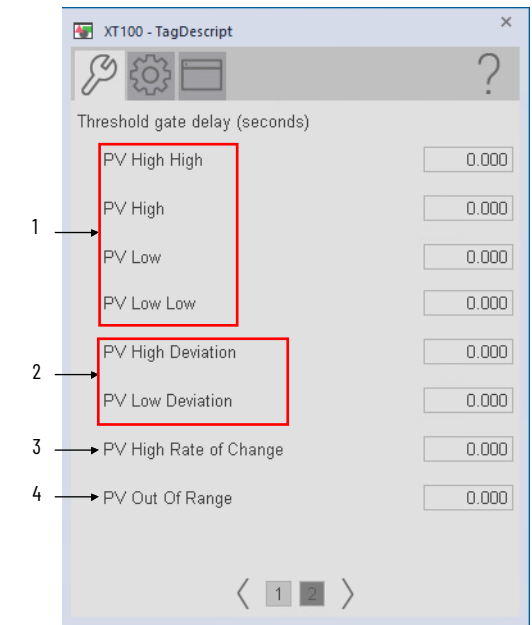 XT100 - TagDescript ×
?
Threshold gate delay (seconds)
PV High High 0.000
PV High 0.000
1
PV Low 0.000
PV Low Low 0.000
PV High Deviation 0.000
2
PV Low Deviation 0.000
3 PV High Rate of Change 0.000
4 PV Out Of Range 0.000
1 2